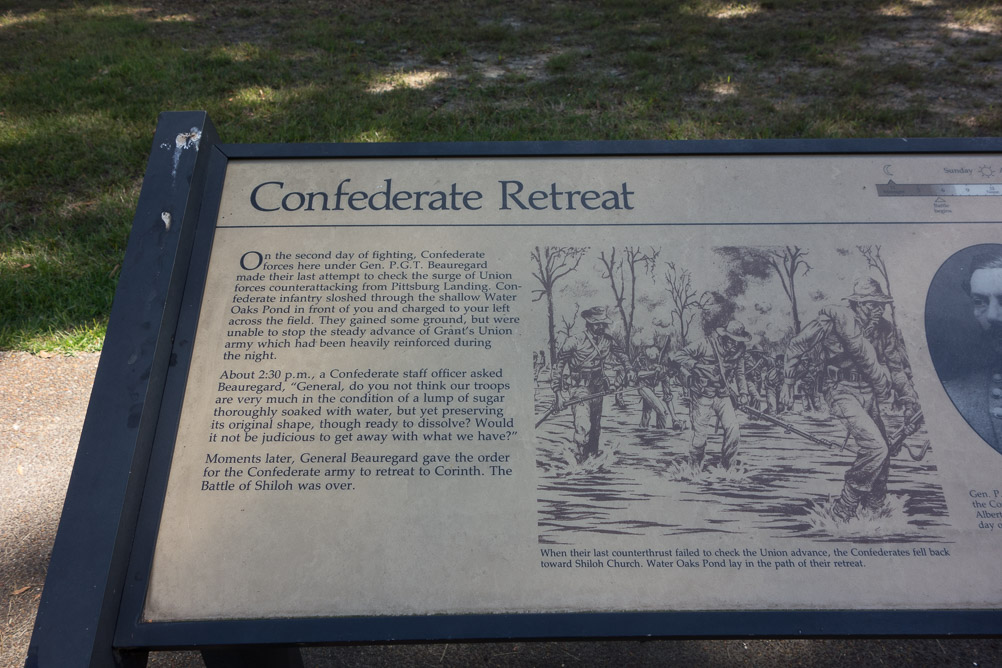 Confederate Retreat
Sunday
Battle
begins
On the second day of fighting, Confederate
forces here under Gen. P.G.T. Beauregard
made their last attempt to check the surge of Union
forces counterattacking from Pittsburg Landing. Con-
federate infantry sloshed through the shallow Water
Oaks Pond in front of you and charged to your left
across the field. They gained some ground, but were
unable to stop the steady advance of Grant's Union
army which had been heavily reinforced during
the night.
About 2:30 p.m., a Confederate staff officer asked
Beauregard, “General, do you not think our troops
are very much in the condition of a lump of sugar
thoroughly soaked with water, but yet preserving
its original shape, though ready to dissolve? Would
it not be judicious to get away with what we have?”
Moments later, General Beauregard gave the order
for the Confederate army to retreat to Corinth. The
Battle of Shiloh was over.
When their last counterthrust failed to check the Union advance, the Confederates fell back
toward Shiloh Church. Water Oaks Pond lay in the path of their retreat.
Gen. P
the Co
Albert
day o